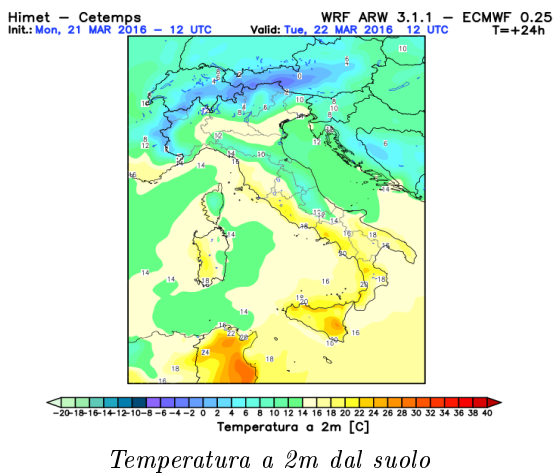 Himet – Cetemps WRF ARW 3.1.1 – ECMWF 0.25
Init.: Mon, 21 MAR 2016 – 12 UTC Valid: Tue, 22 MAR 2016 12 UTC T=+24h
-20 -18 -16 -14 -12 -10 -8 -6 -4 -2 0 2 4 6 8 10 12 14 16 18 20 22 24 26 28 30 32 34 36 38 40
Temperatura a 2m [C]
Temperatura a 2m dal suolo